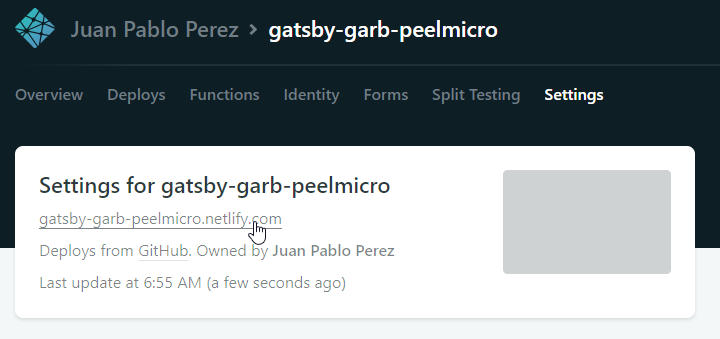 Juan Pablo Perez > gatsby-garb-peelmicro
Overview Deploys Functions Identity Forms Split Testing Settings
Settings for gatsby-garb-peelmicro
gatsby-garb-peelmicro.netlify.com
Deploys from GitHub. Owned by Juan Pablo Perez
Last update at 6:55 AM (a few seconds ago)